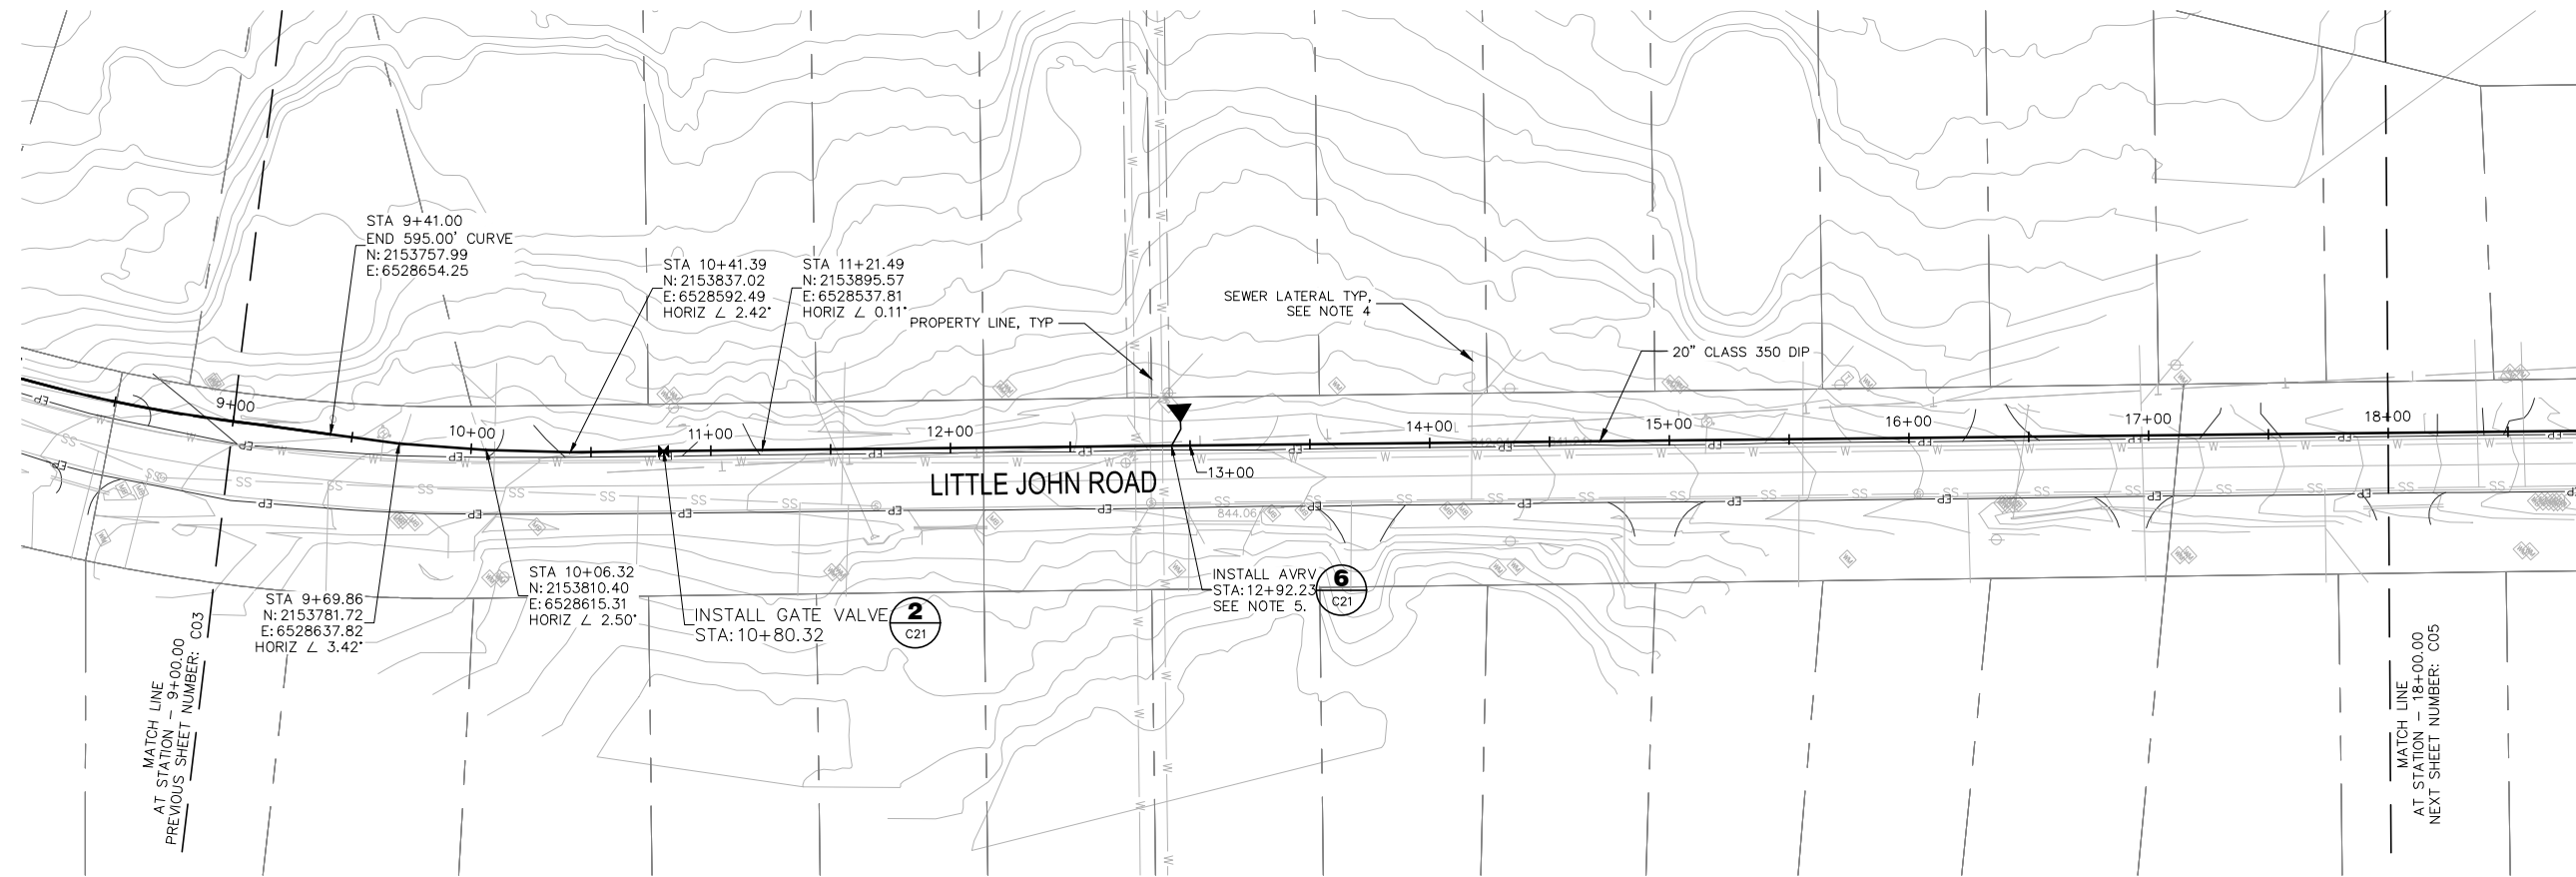 STA 9+41.00
END 595.00' CURVE
N: 2153757.99
E: 6528654.25
STA 10+41.39
N: 2153837.02
E: 6528592.49
HORIZ ∠ 2.42°
STA 11+21.49
N: 2153895.57
E: 6528537.81
HORIZ ∠ 0.11°
PROPERTY LINE, TYP
SEWER LATERAL TYP,
SEE NOTE 4
20" CLASS 350 DIP
9+00
10+00
11+00
12+00
13+00
14+00
15+00
16+00
17+00
18+00
LITTLE JOHN ROAD
844.06
STA 9+69.86
N: 2153781.72
E: 6528637.82
HORIZ ∠ 3.42°
STA 10+06.32
N: 2153810.40
E: 6528615.31
HORIZ ∠ 2.50°
INSTALL GATE VALVE
STA: 10+80.32
2
C21
INSTALL AVRV
STA: 12+92.23
SEE NOTE 5.
6
C21
MATCH LINE
AT STATION - 9+00.00
PREVIOUS SHEET NUMBER: C03
MATCH LINE
AT STATION - 18+00.00
NEXT SHEET NUMBER: C05